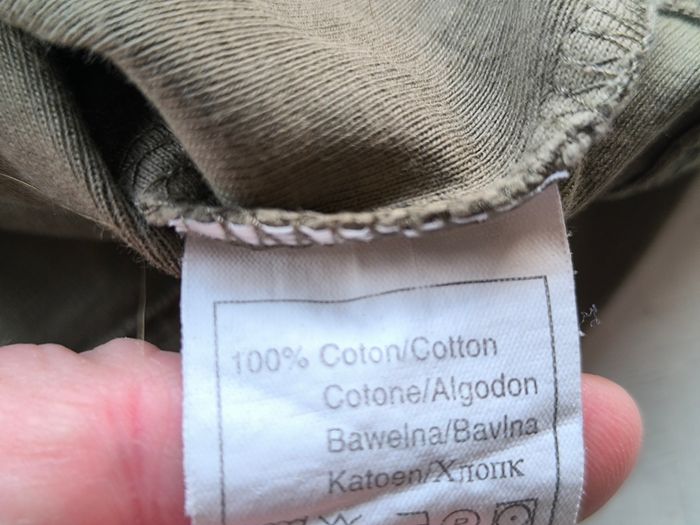 100% Coton/Cotton
Cotone/Algodon
Bawelna/Bavlna
Katoen/Хлопк